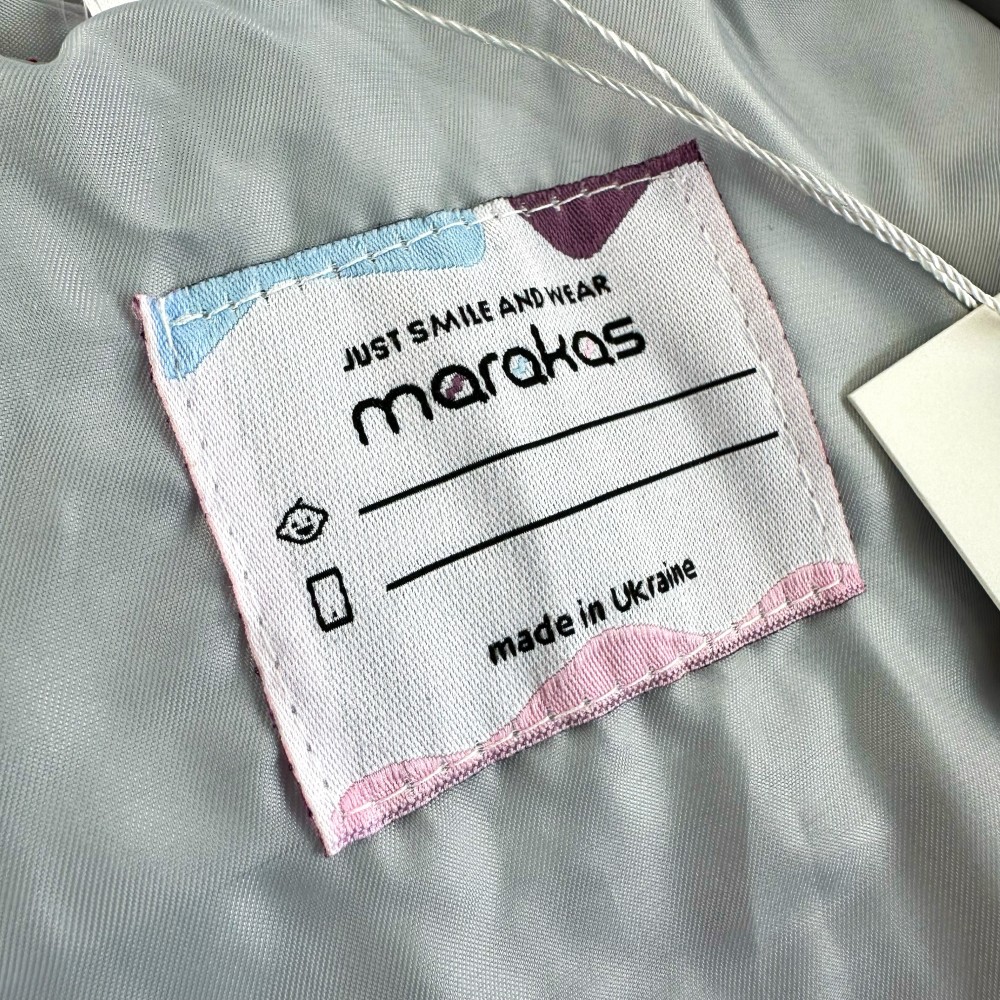 JUST SMILE AND WEAR
marakas
made in Ukraine